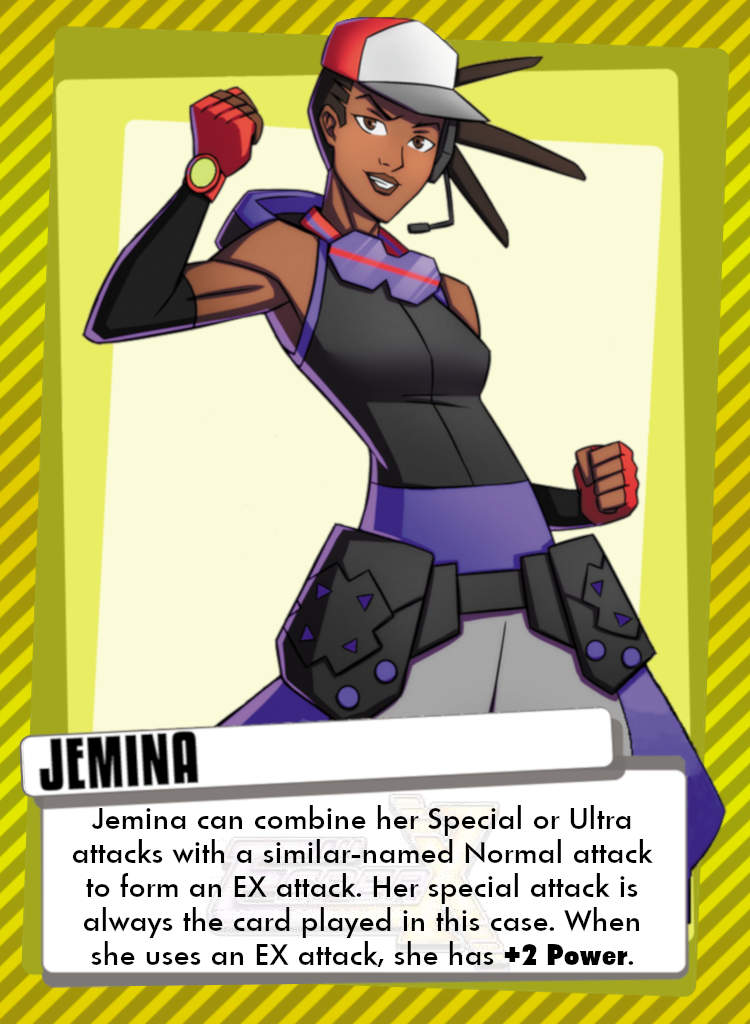 JEMINA
Jemina can combine her Special or Ultra
attacks with a similar-named Normal attack
to form an EX attack. Her special attack is
always the card played in this case. When
she uses an EX attack, she has +2 Power.